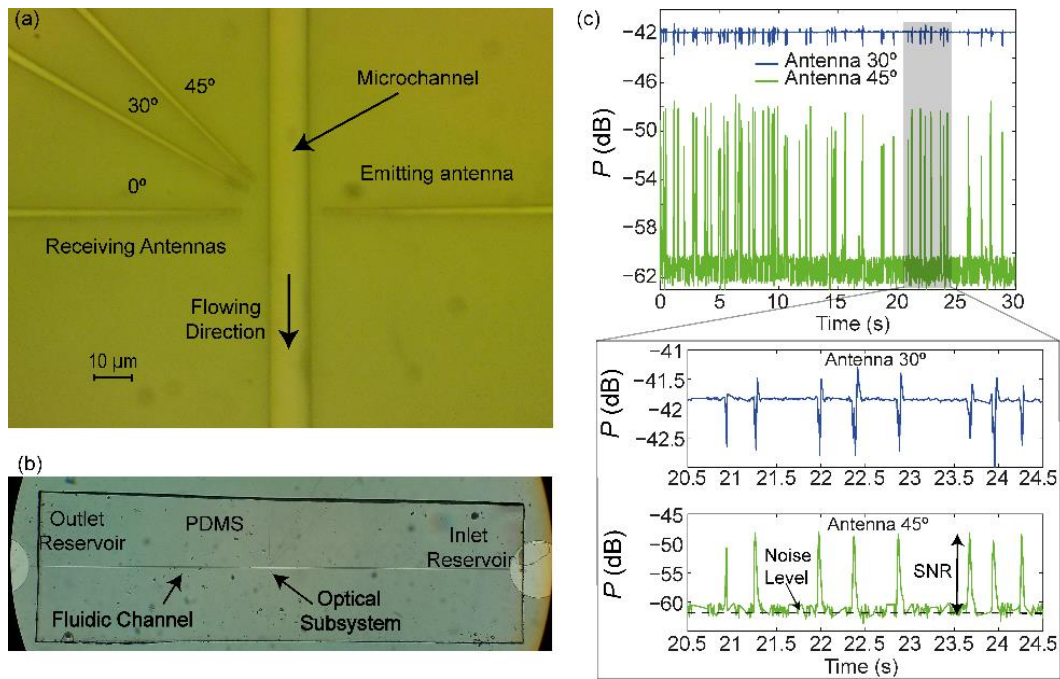 (a)
45º
30º
0º
Microchannel
Emitting antenna
Receiving Antennas
Flowing
Direction
10 µm
(b)
Outlet
Reservoir
PDMS
Inlet
Reservoir
Fluidic Channel
Optical
Subsystem
(c)
P (dB)
−42
−46
−50
−54
−59
−62
Antenna 30º
Antenna 45º
0 5 10 15 20 25 30
Time (s)
Antenna 30º
P (dB)
−41
−41.5
−42
−42.5
20.5 21 21.5 22 22.5 23 23.5 24 24.5
Antenna 45º
P (dB)
−45
−50
−55
−60
Noise
Level
SNR
20.5 21 21.5 22 22.5 23 23.5 24 24.5
Time (s)